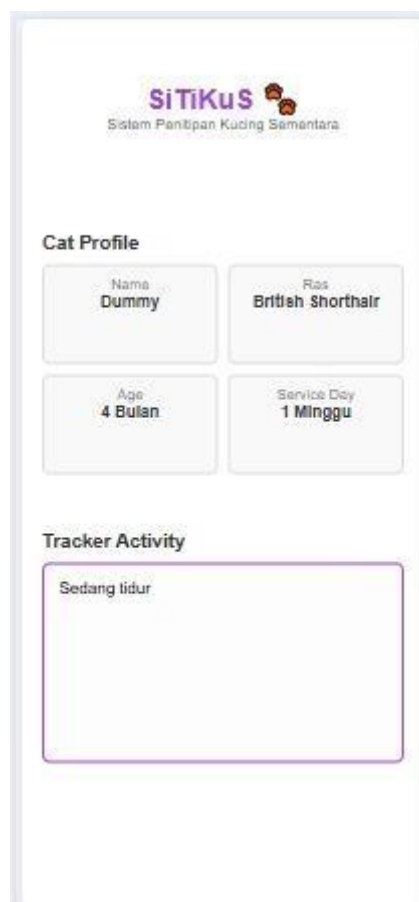 SiTiKuS
Sistem Penitipan Kucing Sementara
Cat Profile
Name
Dummy
Ras
British Shorthair
Age
4 Bulan
Service Day
1 Minggu
Tracker Activity
Sedang tidur